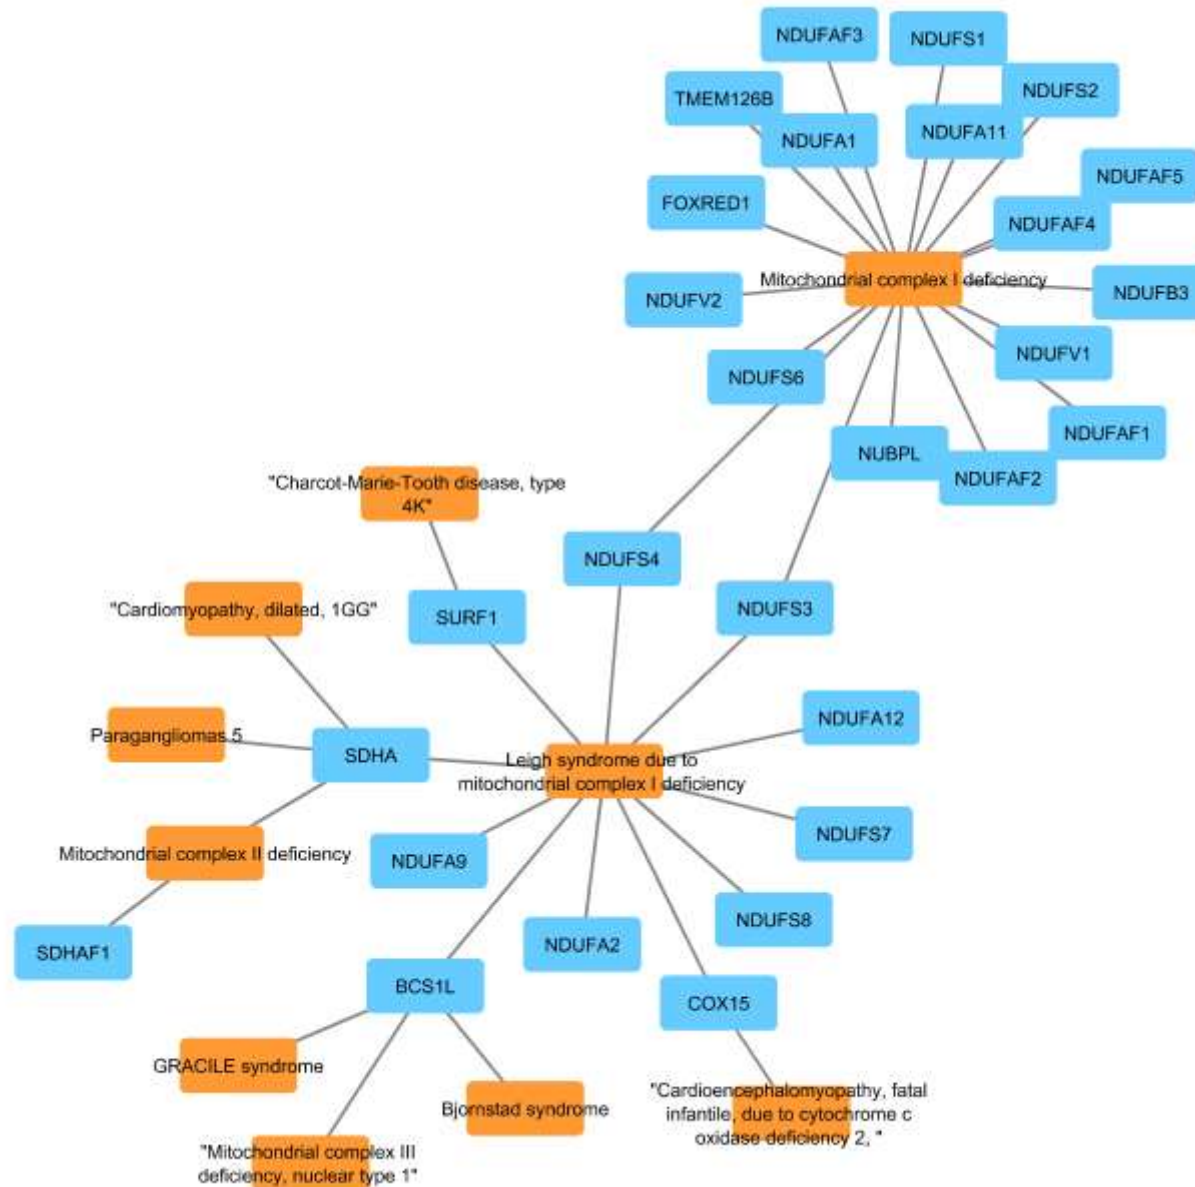 NDUFAF3
NDUFS1
TMEM126B
NDUFS2
NDUFA1
NDUFA11
NDUFAF5
FOXRED1
NDUFAF4
Mitochondrial complex I deficiency
NDUFV2
NDUFB3
NDUFV1
NDUFS6
NDUFAF1
NUBPL
NDUFAF2
"Charcot-Marie-Tooth disease, type
4K"
NDUFS4
"Cardiomyopathy, dilated, 1GG"
SURF1
NDUFS3
NDUFA12
Paragangliomas 5
SDHA
Leigh syndrome due to
mitochondrial complex I deficiency
NDUFS7
Mitochondrial complex II deficiency
NDUFA9
NDUFS8
SDHAF1
NDUFA2
BCS1L
COX15
GRACILE syndrome
Bjornstad syndrome
"Cardioencephalomyopathy, fatal
infantile, due to cytochrome c
oxidase deficiency 2, "
"Mitochondrial complex III
deficiency, nuclear type 1"